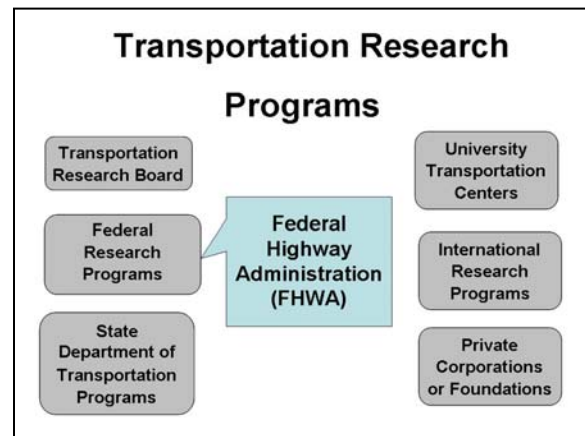 Transportation Research
Programs
Transportation
Research Board
Federal
Research
Programs
State
Department of
Transportation
Programs
Federal
Highway
Administration
(FHWA)
University
Transportation
Centers
International
Research
Programs
Private
Corporations
or Foundations